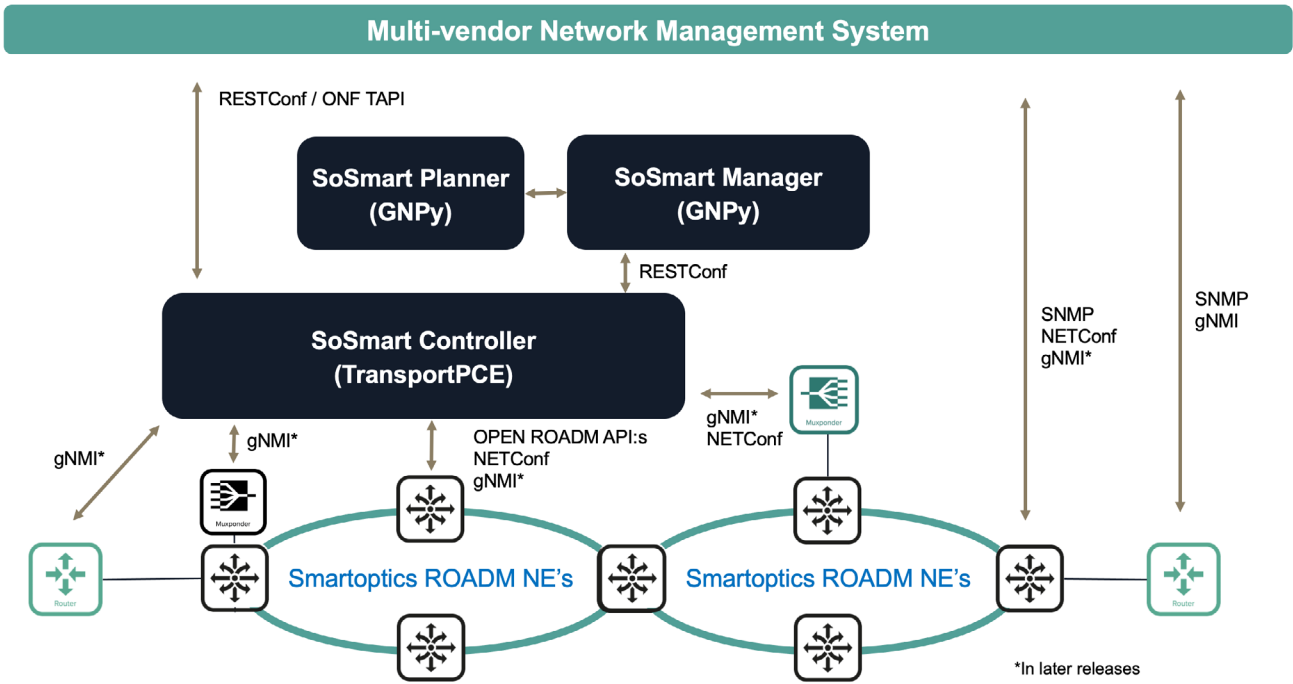 Multi-vendor Network Management System
RESTConf / ONF TAPI
SoSmart Planner
(GNPy)
SoSmart Manager
(GNPy)
RESTConf
SoSmart Controller
(TransportPCE)
SNMP
NETConf
gNMI*
SNMP
gNMI
gNMI*
gNMI*
OPEN ROADM API:s
NETConf
gNMI*
gNMI*
NETConf
Muxponder
Muxponder
Router
Smartoptics ROADM NE’s
Smartoptics ROADM NE’s
Router
*In later releases